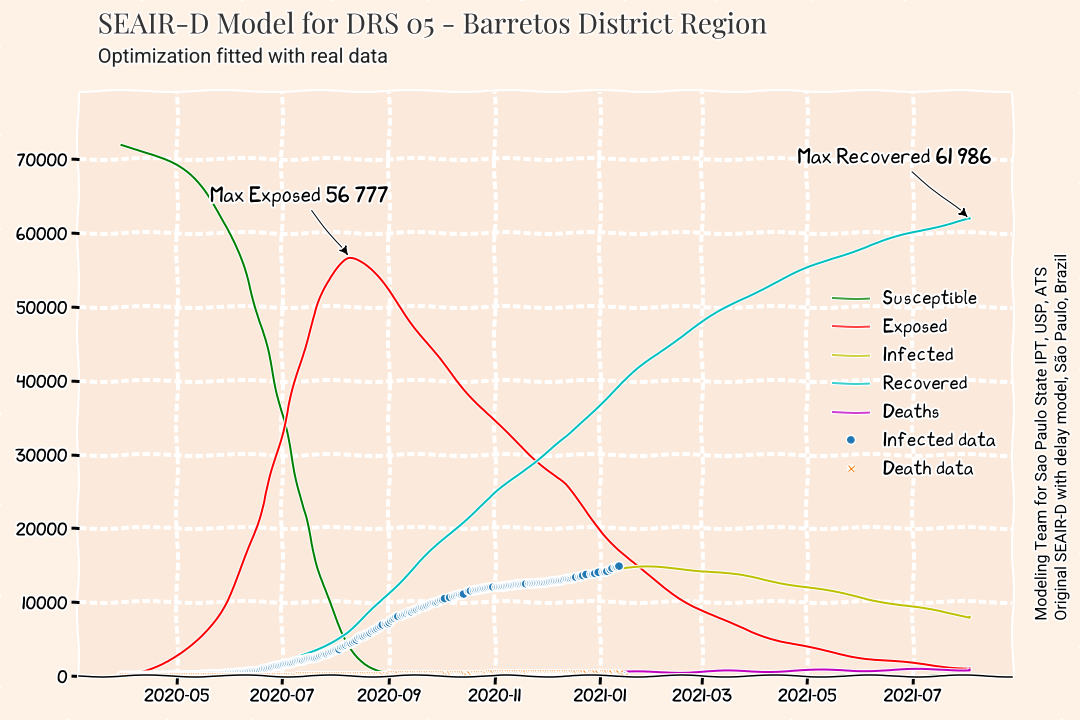 SEAIR-D Model for DRS 05 - Barretos District Region
Optimization fitted with real data
Max Recovered 61 986
Max Exposed 56 777
70000
60000
50000
40000
30000
20000
10000
0
Susceptible
Exposed
Infected
Recovered
Deaths
Infected data
Death data
2020-05
2020-07
2020-09
2020-11
2021-01
2021-03
2021-05
2021-07
Modeling Team for Sao Paulo State IPT, USP, ATS
Original SEAIR-D with delay model, São Paulo, Brazil